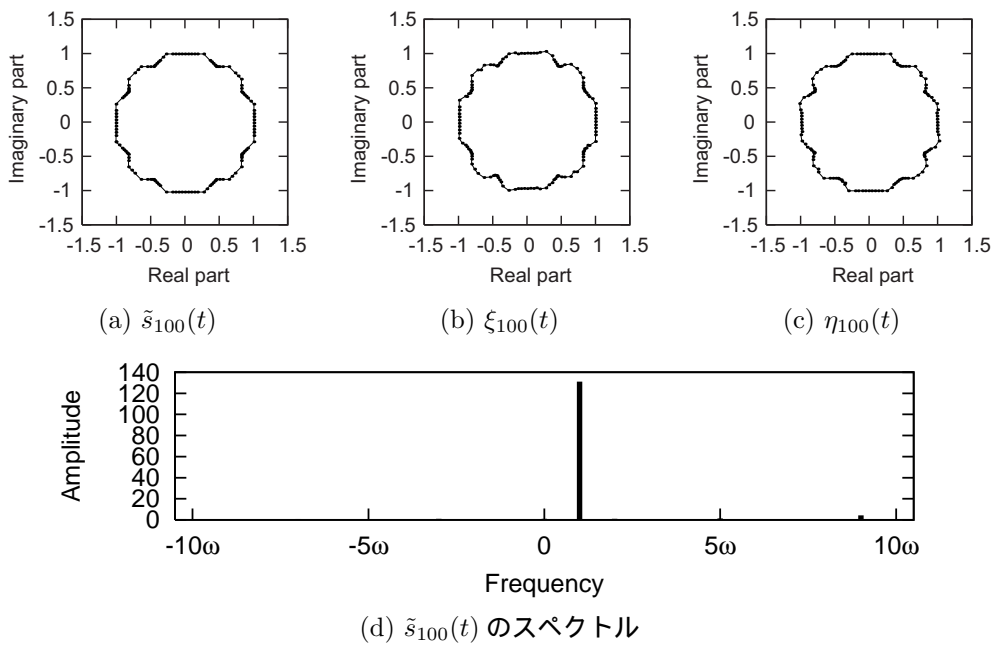 1.5
1
0.5
0
-0.5
-1
-1.5
Imaginary part
-1.5 -1 -0.5 0 0.5 1 1.5
Real part
(a) s̃₁₀₀(t)
1.5
1
0.5
0
-0.5
-1
-1.5
Imaginary part
-1.5 -1 -0.5 0 0.5 1 1.5
Real part
(b) ξ₁₀₀(t)
1.5
1
0.5
0
-0.5
-1
-1.5
Imaginary part
-1.5 -1 -0.5 0 0.5 1 1.5
Real part
(c) η₁₀₀(t)
140
120
100
80
60
40
20
0
Amplitude
-10ω -5ω 0 5ω 10ω
Frequency
(d) s̃₁₀₀(t) のスペクトル